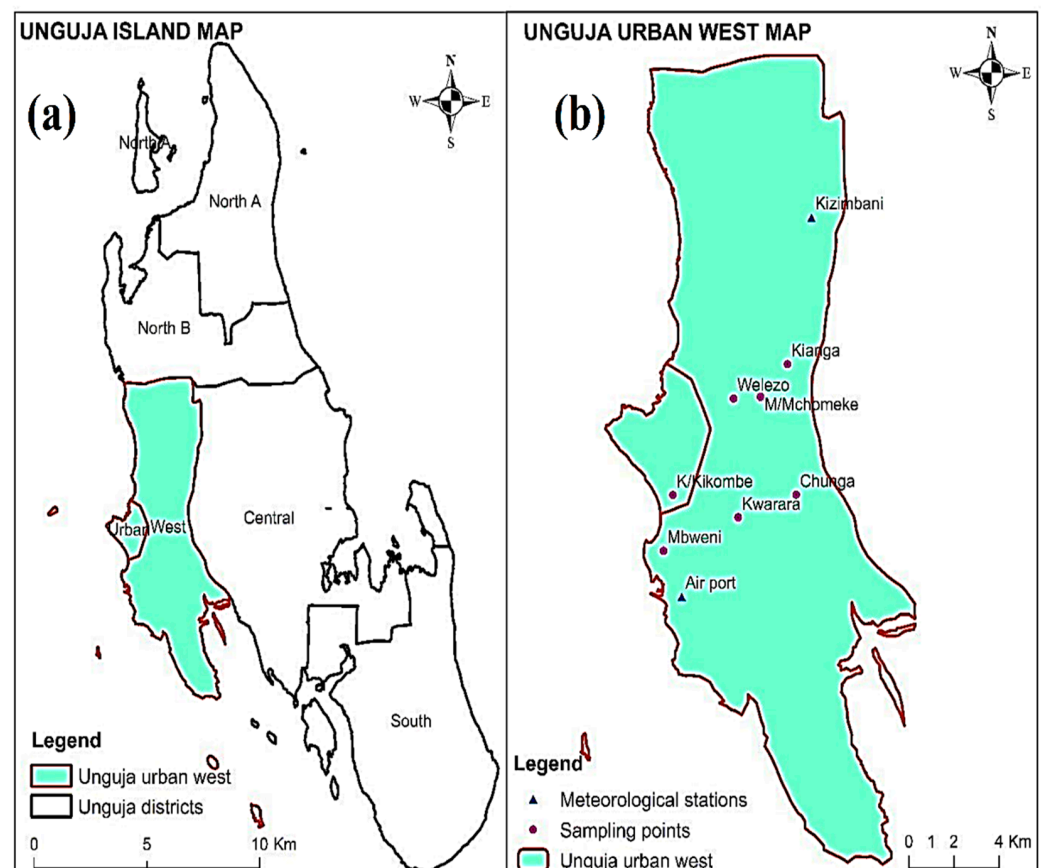 UNGUJA ISLAND MAP
N
W E
S
(a)
North A
North A
North B
Urban West
Central
South
Legend
Unguja urban west
Unguja districts
0 5 10 Km
UNGUJA URBAN WEST MAP
N
W E
S
(b)
Kizimbani
Kianga
Welezo
M/Mchomeke
K/Kikombe
Chunga
Kwarara
Mbweni
Air port
Legend
Meteorological stations
Sampling points
Unguja urban west
0 1 2 4 Km